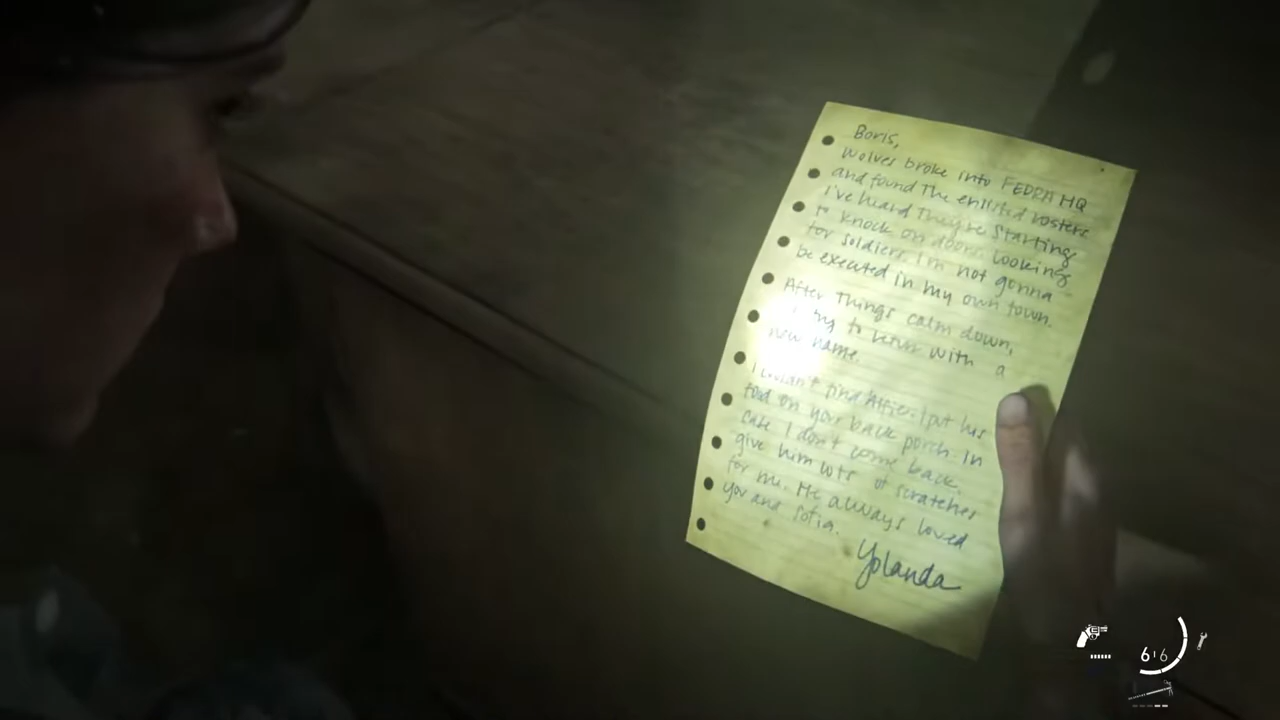 Boris,
Wolves broke into FEDRA HQ
and found the enlisted rosters
I've heard they're starting
to knock on doors looking
for soldiers. I'm not gonna
be executed in my own town.
After things calm down,
try to return with a
new name.
I couldn't find Alfie. I put his
food on your back porch. In
case I don't come back,
give him lots of scratches
for me. He always loved
you and Sofia.
Yolanda
6 6